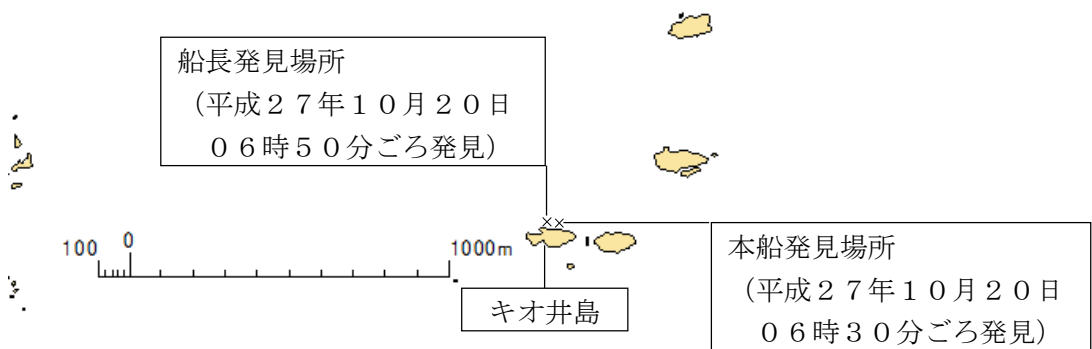 船長発見場所
(平成２７年１０月２０日
０６時５０分ごろ発見)
100 0 1000m
本船発見場所
(平成２７年１０月２０日
０６時３０分ごろ発見)
キオ井島